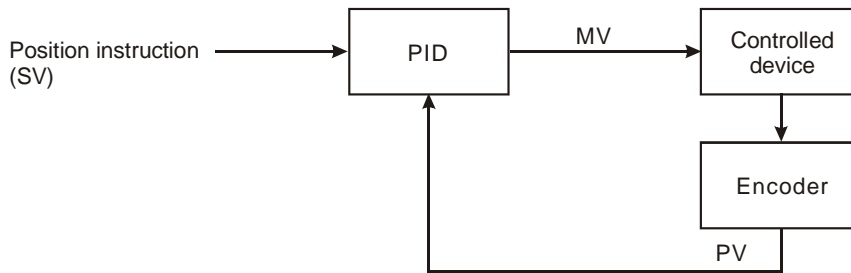 Position instruction
(SV)
PID
MV
Controlled
device
Encoder
PV